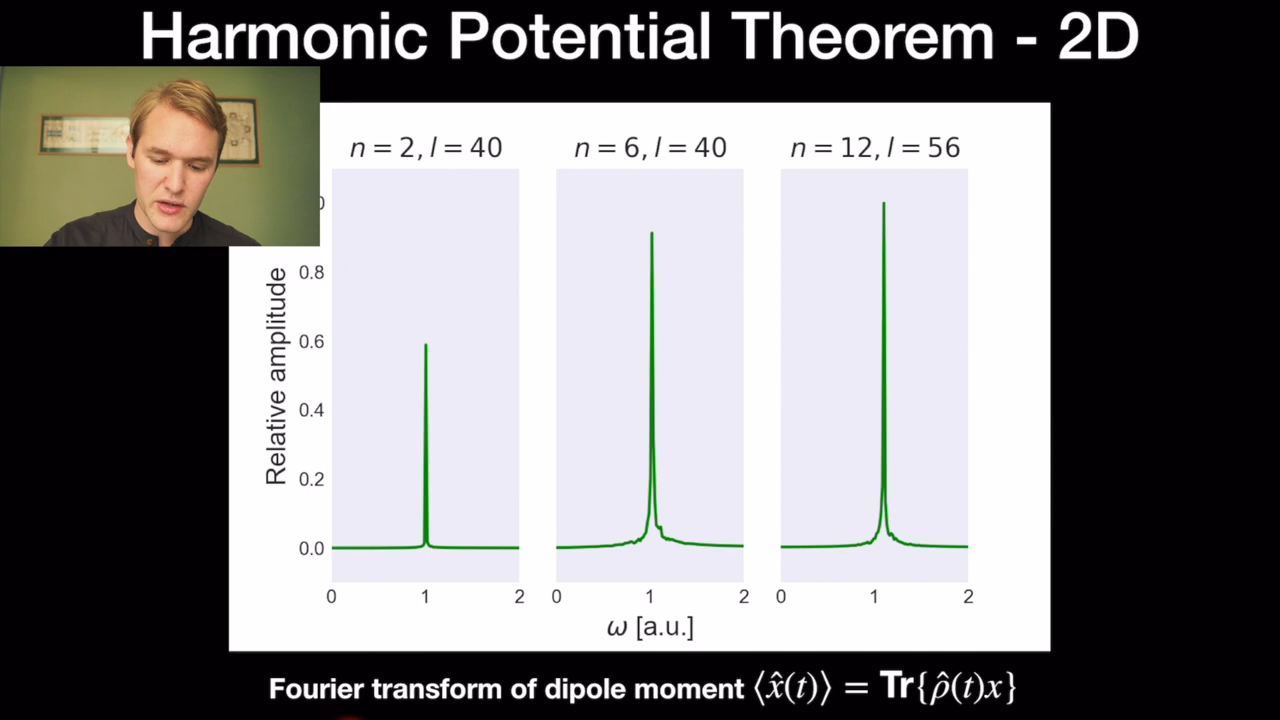 Harmonic Potential Theorem - 2D
n = 2, l = 40
n = 6, l = 40
n = 12, l = 56
0.8
0.6
0.4
0.2
0.0
Relative amplitude
0 1 2
0 1 2
0 1 2
ω [a.u.]
Fourier transform of dipole moment ⟨x̂(t)⟩ = Tr{ρ̂(t)x}